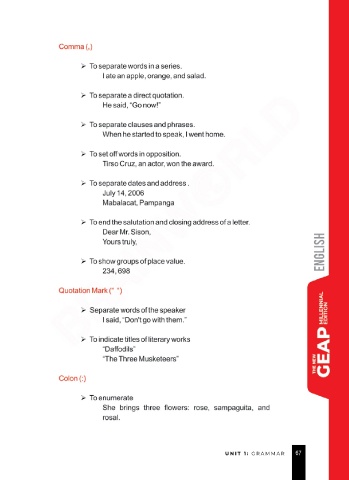 Comma (,)
➢ To separate words in a series.
I ate an apple, orange, and salad.
➢ To separate a direct quotation.
He said, “Go now!”
➢ To separate clauses and phrases.
When he started to speak, I went home.
➢ To set off words in opposition.
Tirso Cruz, an actor, won the award.
➢ To separate dates and address .
July 14, 2006
Mabalacat, Pampanga
➢ To end the salutation and closing address of a letter.
Dear Mr. Sison,
Yours truly,
➢ To show groups of place value.
234, 698
Quotation Mark (“ ”)
➢ Separate words of the speaker
I said, “Don't go with them.”
➢ To indicate titles of literary works
“Daffodils”
“The Three Musketeers”
Colon (:)
➢ To enumerate
She brings three flowers: rose, sampaguita, and
rosal.
ENGLISH
THE NEW GEAP MILLENNIAL EDITION
UNIT 1: GRAMMAR 67